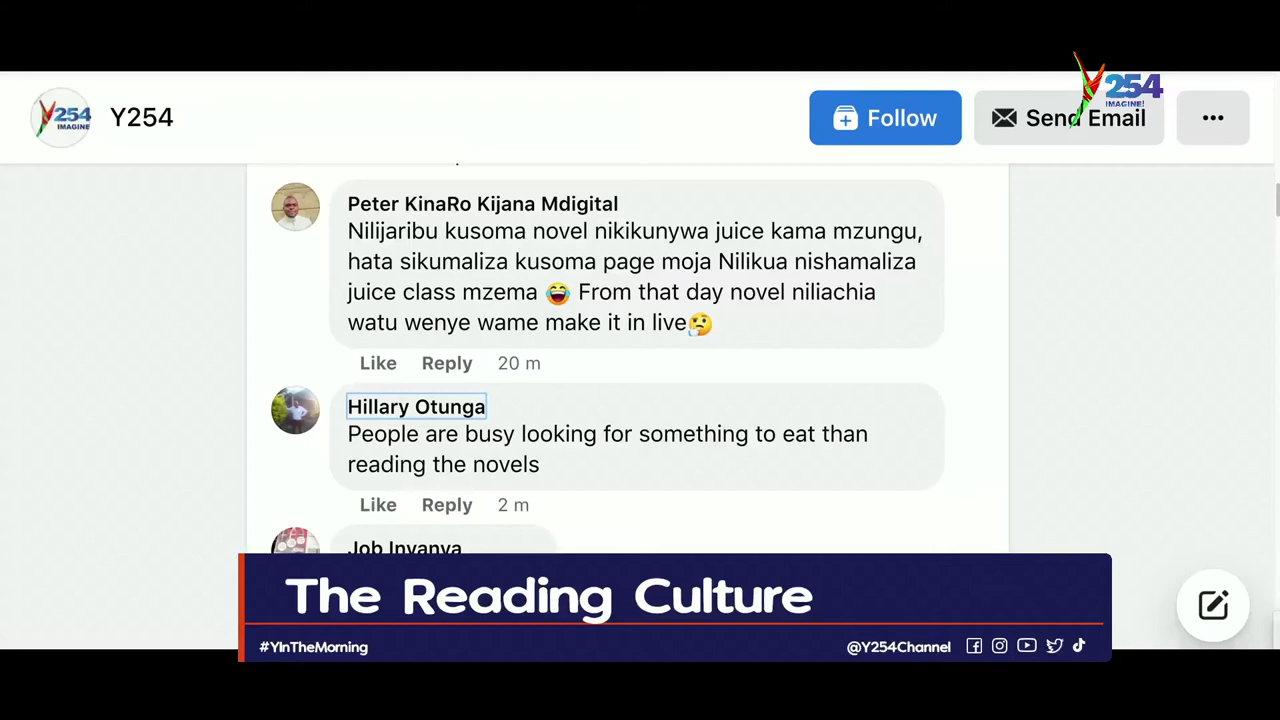 Y254
IMAGINE
Y254
Follow
Send Email
Y254
IMAGINE!
Peter KinaRo Kijana Mdigital
Nilijaribu kusoma novel nikikunywa juice kama mzungu,
hata sikumaliza kusoma page moja Nilikua nishamaliza
juice class mzema 😂 From that day novel niliachia
watu wenye wame make it in live🤔
Like Reply 20 m
Hillary Otunga
People are busy looking for something to eat than
reading the novels
Like Reply 2 m
Job Inyanya
The Reading Culture
#YInTheMorning
@Y254Channel